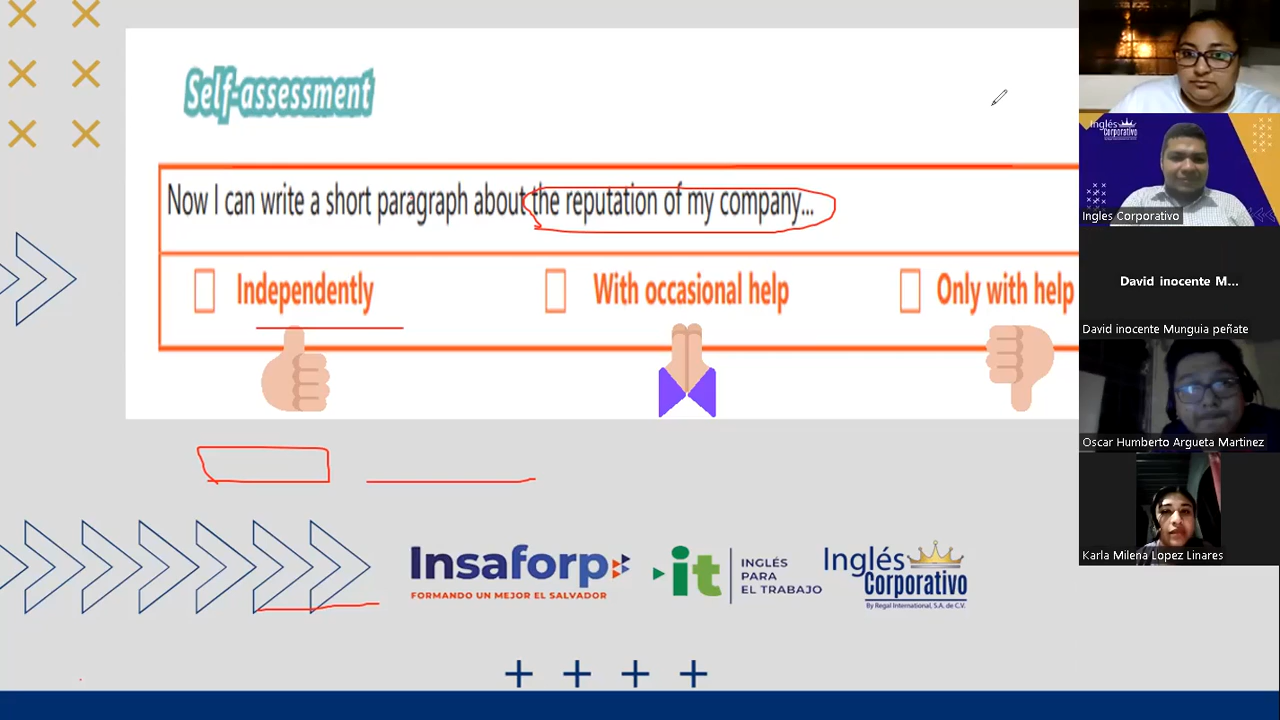 Self-assessment
Now I can write a short paragraph about the reputation of my company...
Independently
With occasional help
Only with help
Insaforp
FORMANDO UN MEJOR EL SALVADOR
it
INGLÉS
PARA
EL TRABAJO
Inglés
Corporativo
By Regal International, S.A. de C.V.
Inglés
Corporativo
Ingles Corporativo
David inocente M...
David inocente Munguia peñate
Oscar Humberto Argueta Martinez
Karla Milena Lopez Linares